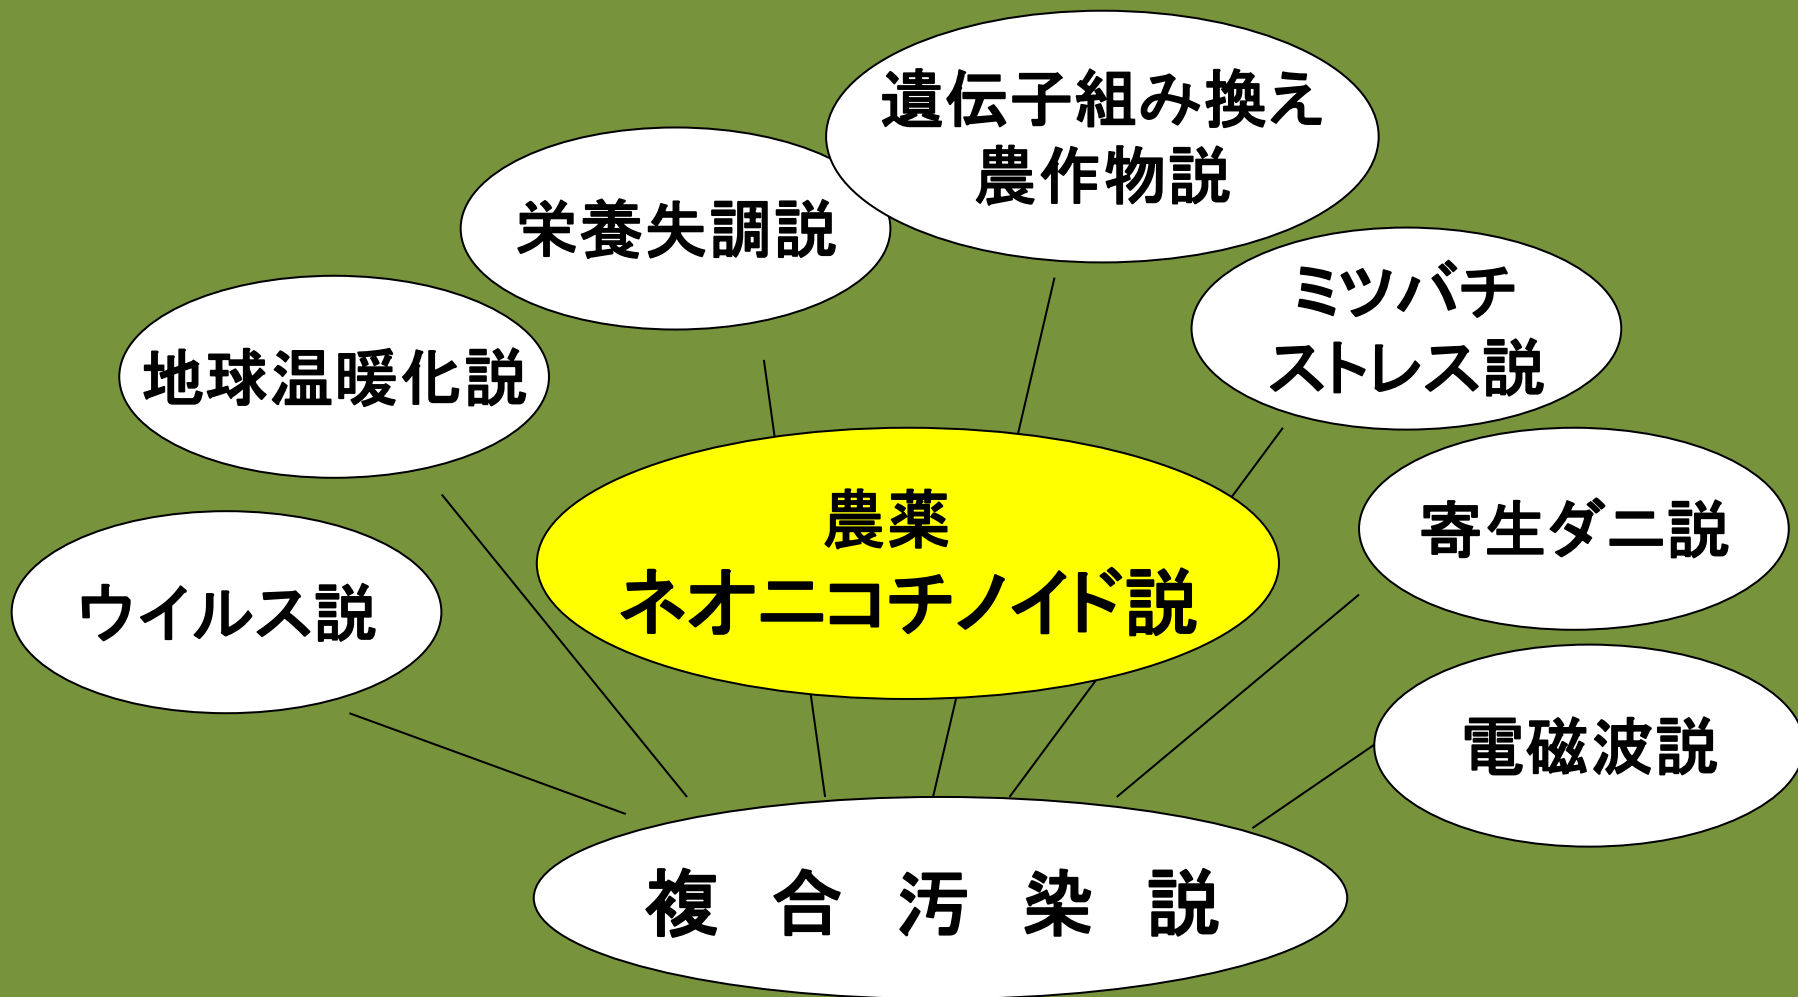 遺伝子組み換え
農作物説
栄養失調説
ミツバチ
ストレス説
地球温暖化説
農薬
ネオニコチノイド説
寄生ダニ説
ウイルス説
電磁波説
複 合 汚 染 説